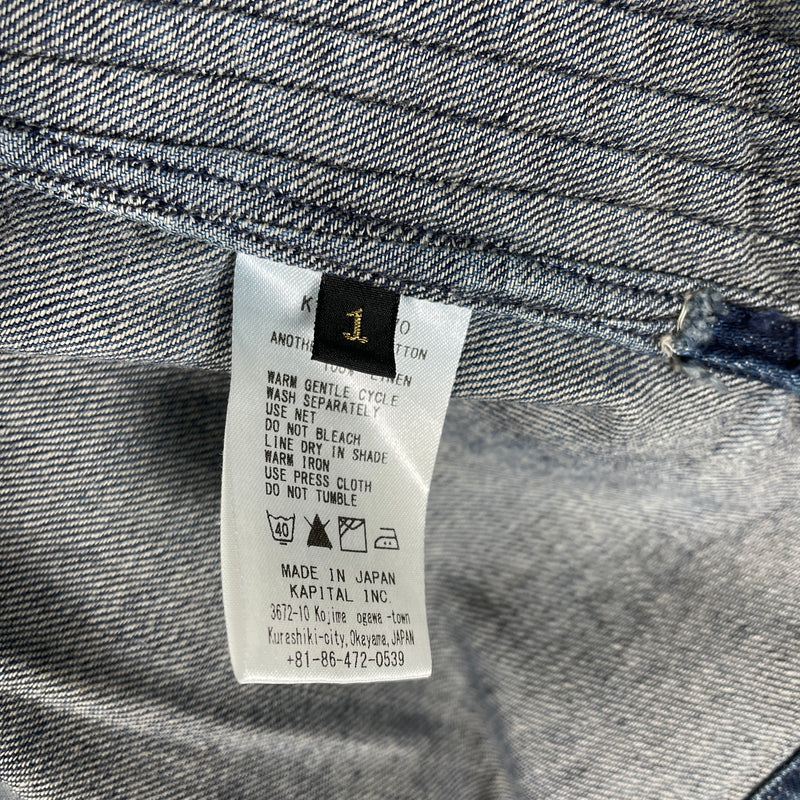 1
WARM GENTLE CYCLE
WASH SEPARATELY
USE NET
DO NOT BLEACH
LINE DRY IN SHADE
WARM IRON
USE PRESS CLOTH
DO NOT TUMBLE
40
MADE IN JAPAN
KAPITAL INC.
3672-10 Kojima ogawa-town
Kurashiki-city, Okayama, JAPAN
+81-86-472-0539